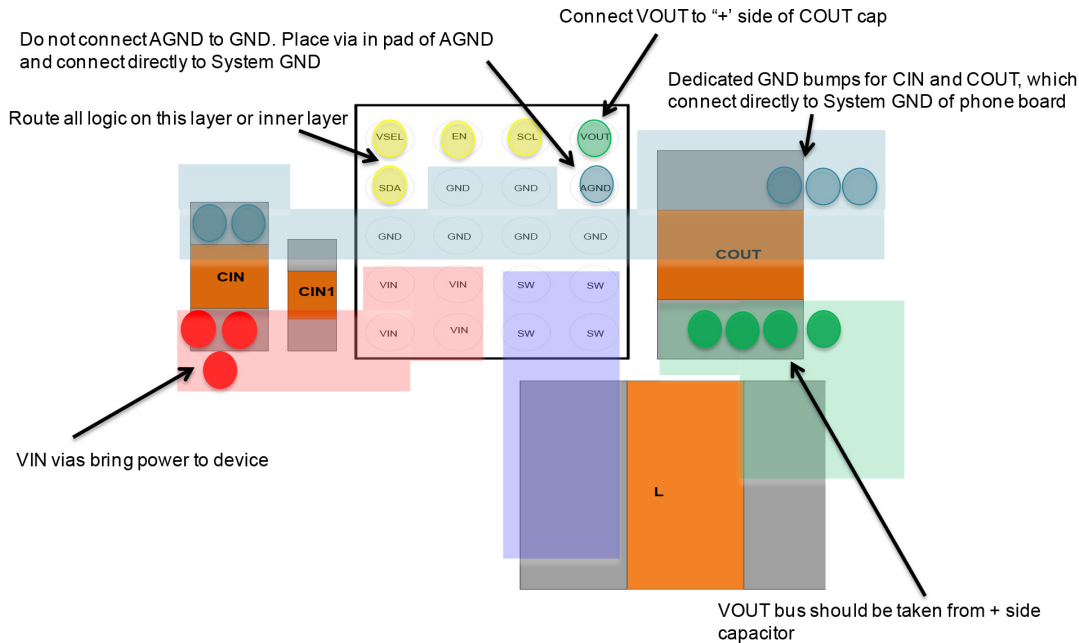 Connect VOUT to “+’ side of COUT cap
Do not connect AGND to GND. Place via in pad of AGND
and connect directly to System GND
Dedicated GND bumps for CIN and COUT, which
connect directly to System GND of phone board
Route all logic on this layer or inner layer
VSEL EN SCL VOUT
SDA GND GND AGND
GND GND GND GND
COUT
CIN
CIN1
VIN VIN SW SW
VIN VIN SW SW
VIN vias bring power to device
L
VOUT bus should be taken from + side
capacitor